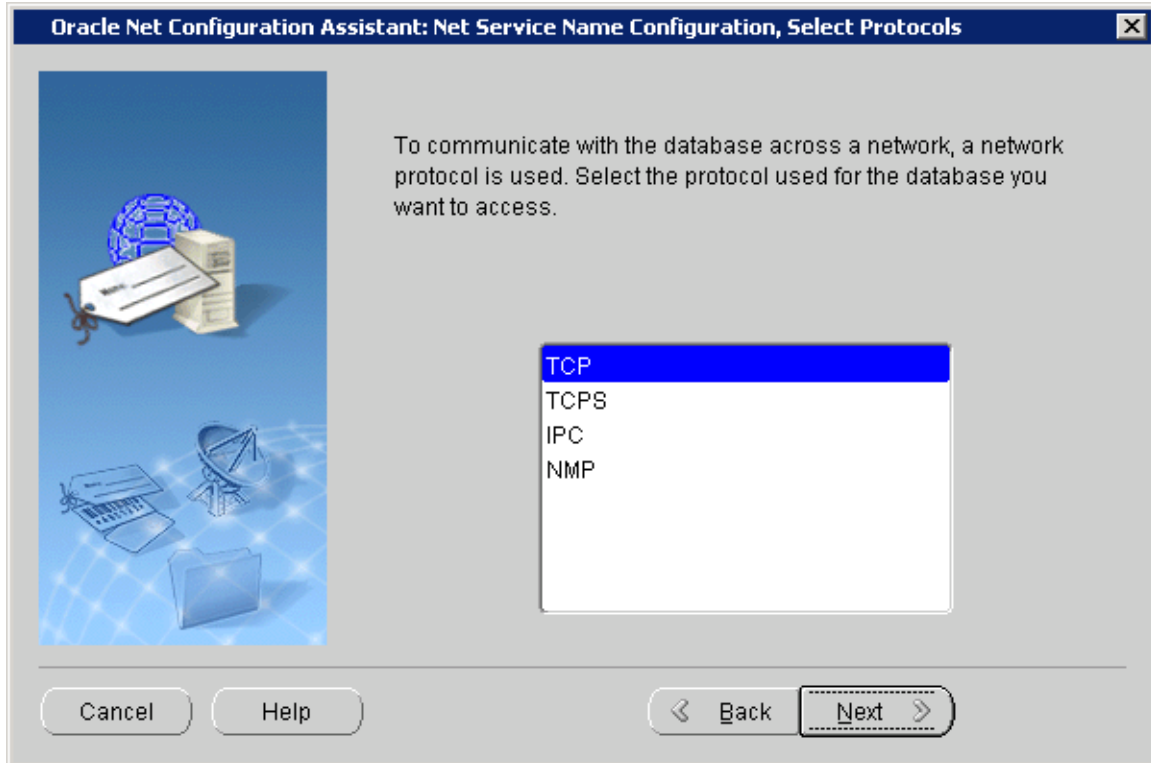 Oracle Net Configuration Assistant: Net Service Name Configuration, Select Protocols
To communicate with the database across a network, a network
protocol is used. Select the protocol used for the database you
want to access.
TCP
TCPS
IPC
NMP
Cancel
Help
Back
Next